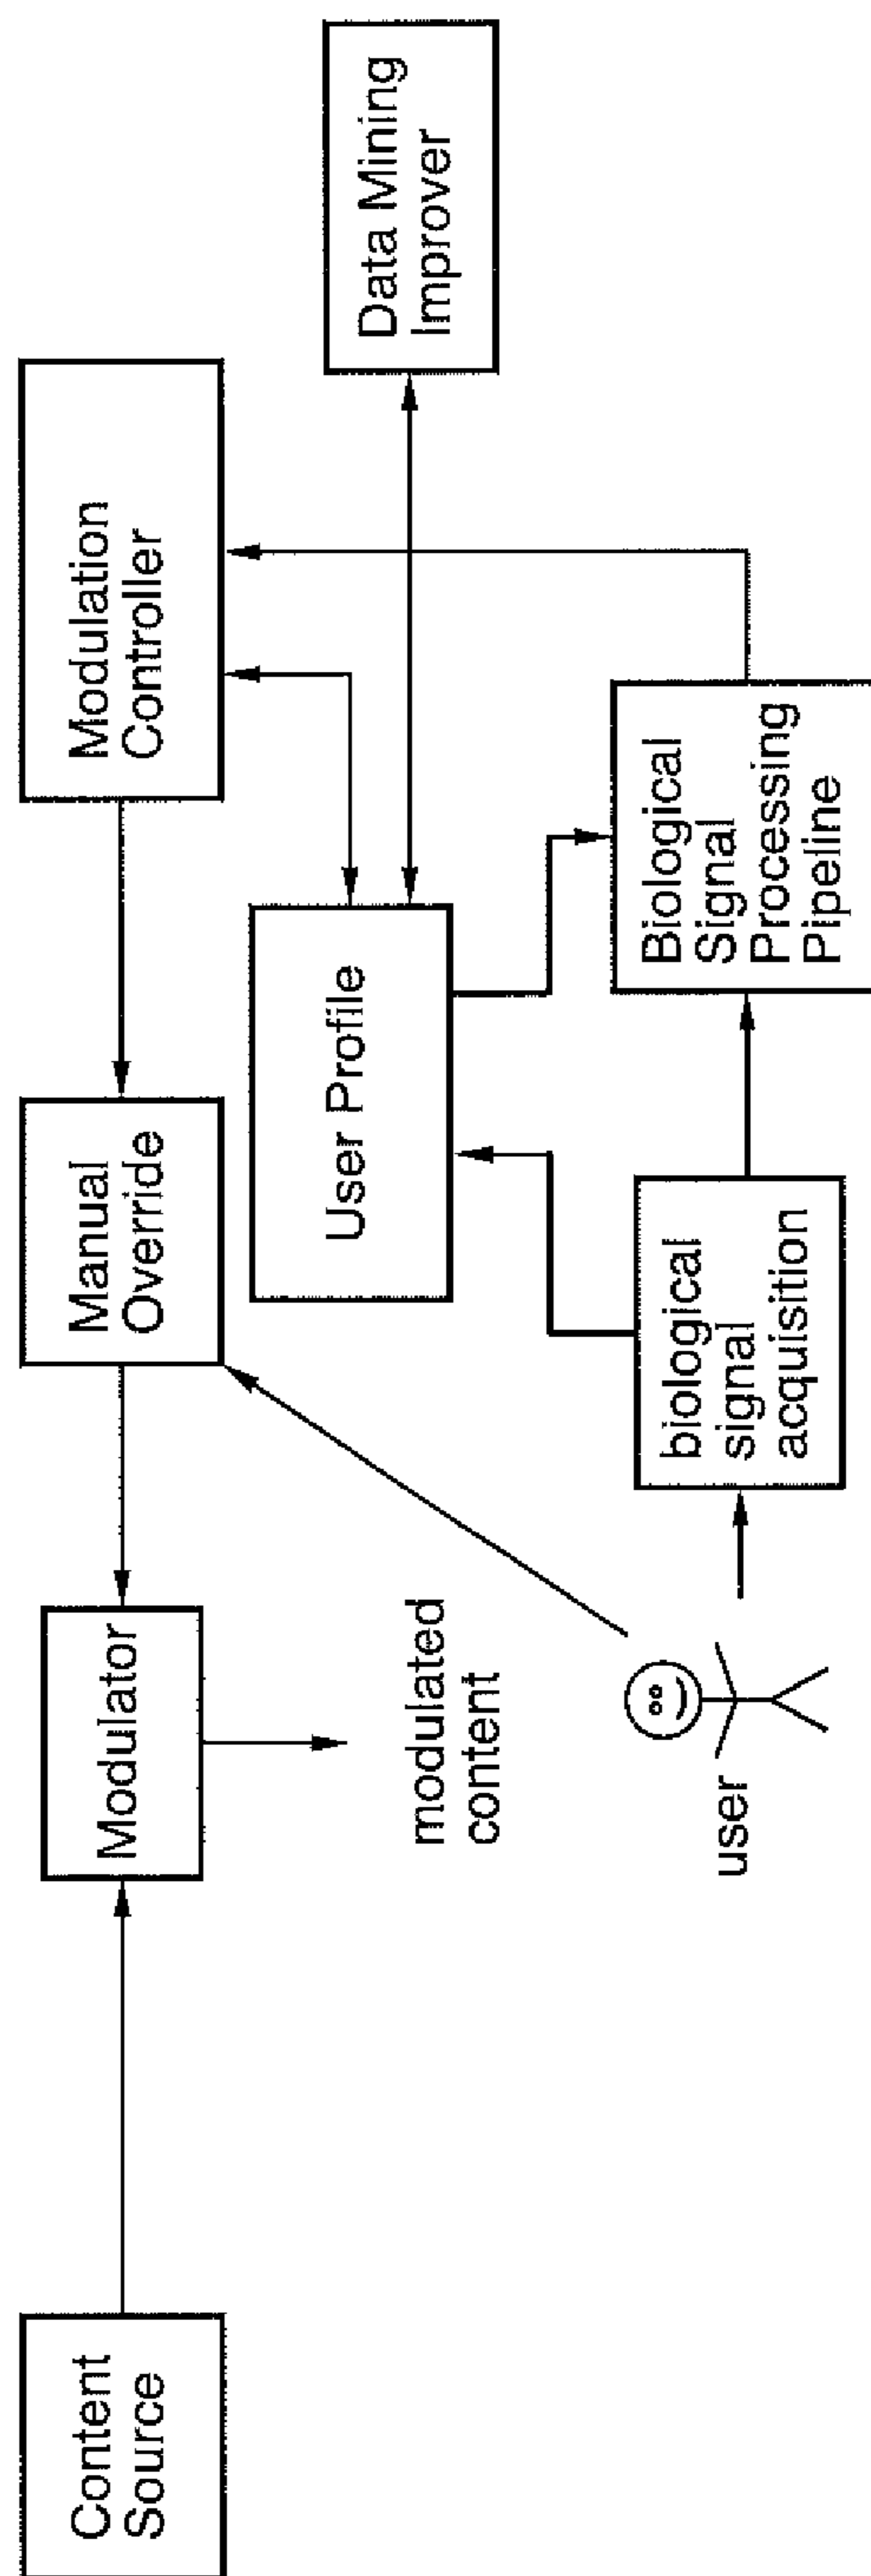 Content
Source
Modulator
Manual
Override
Modulation
Controller
modulated
content
User Profile
Data Mining
Improver
user
biological
signal
acquisition
Biological
Signal
Processing
Pipeline